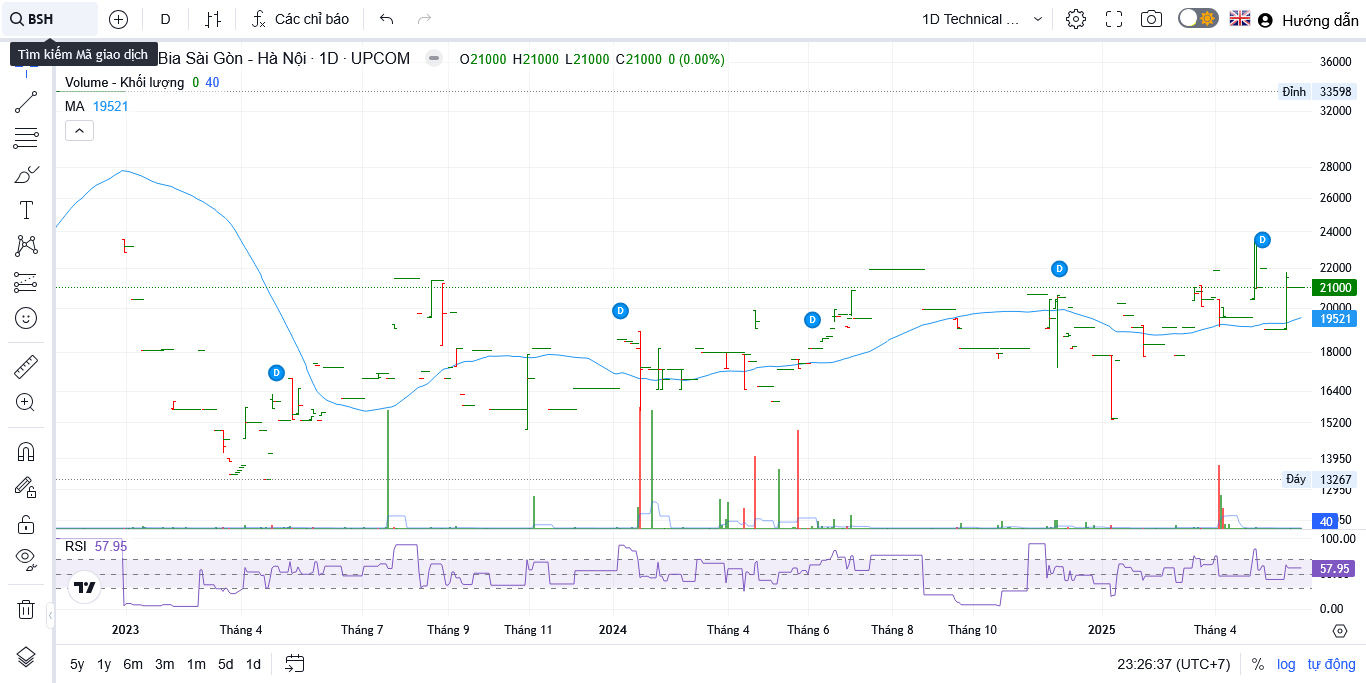 BSH
D
Các chỉ báo
1D Technical ...
Hướng dẫn
Tìm kiếm Mã giao dịch
Bia Sài Gòn - Hà Nội · 1D · UPCOM
O21000 H21000 L21000 C21000 0 (0.00%)
Volume - Khối lượng 0 40
MA 19521
36000
Đỉnh 33598
32000
28000
26000
24000
22000
21000
20000
19521
18000
16400
15200
13950
Đáy 13267
12950
40
50
D
D
D
D
D
RSI 57.95
100.00
57.95
0.00
2023 Tháng 4 Tháng 7 Tháng 9 Tháng 11 2024 Tháng 4 Tháng 6 Tháng 8 Tháng 10 2025 Tháng 4
5y 1y 6m 3m 1m 5d 1d
23:26:37 (UTC+7) % log tự động